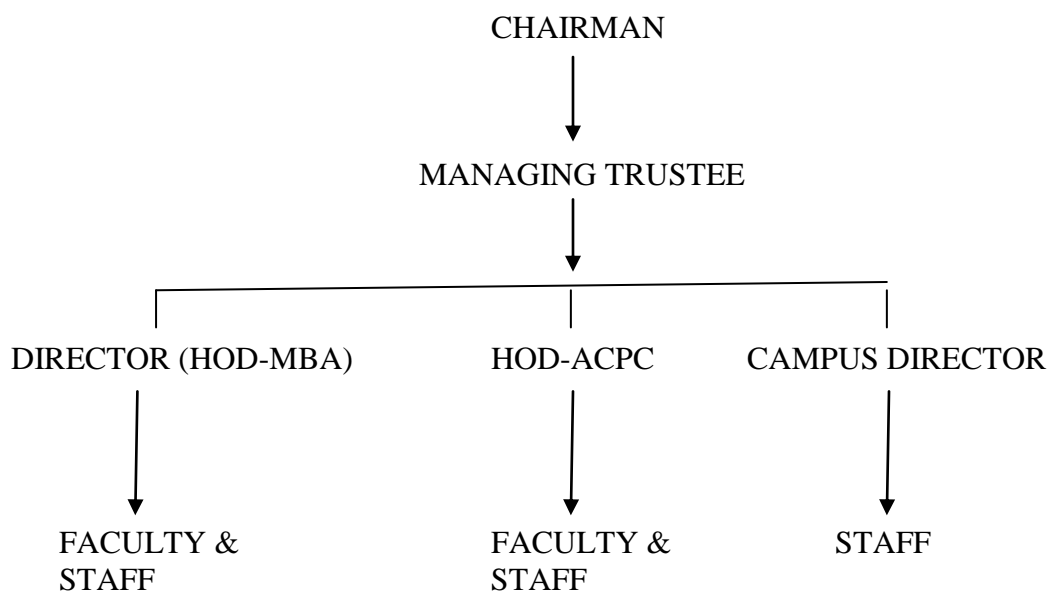 CHAIRMAN
MANAGING TRUSTEE
DIRECTOR (HOD-MBA)
HOD-ACPC
CAMPUS DIRECTOR
FACULTY &
STAFF
FACULTY &
STAFF
STAFF